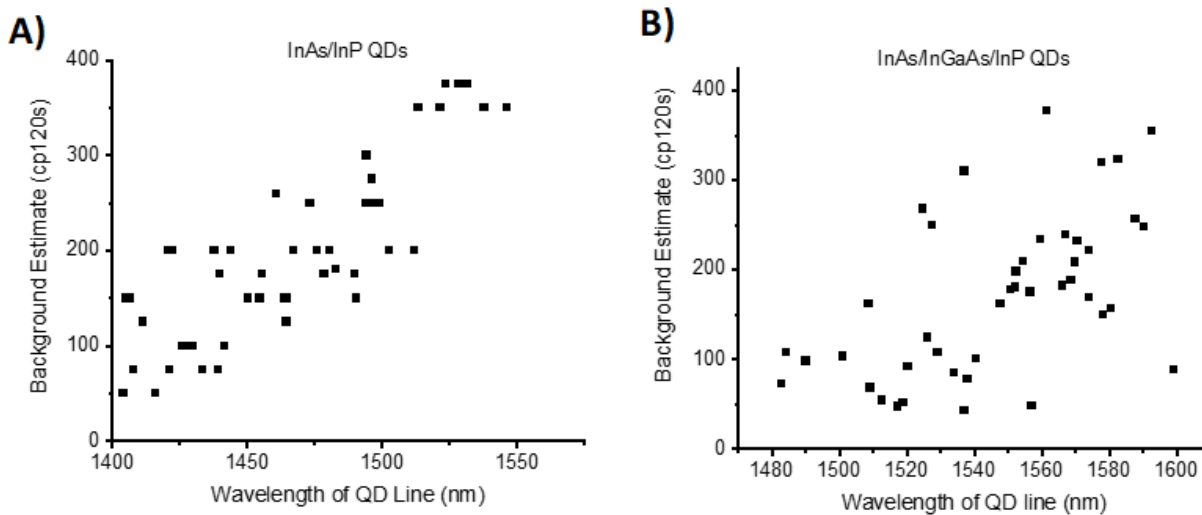 A)
InAs/InP QDs
400
300
200
100
0
Background Estimate (cp120s)
1400 1450 1500 1550
Wavelength of QD Line (nm)
B)
InAs/InGaAs/InP QDs
400
300
200
100
0
Background Estimate (cp120s)
1480 1500 1520 1540 1560 1580 1600
Wavelength of QD line (nm)